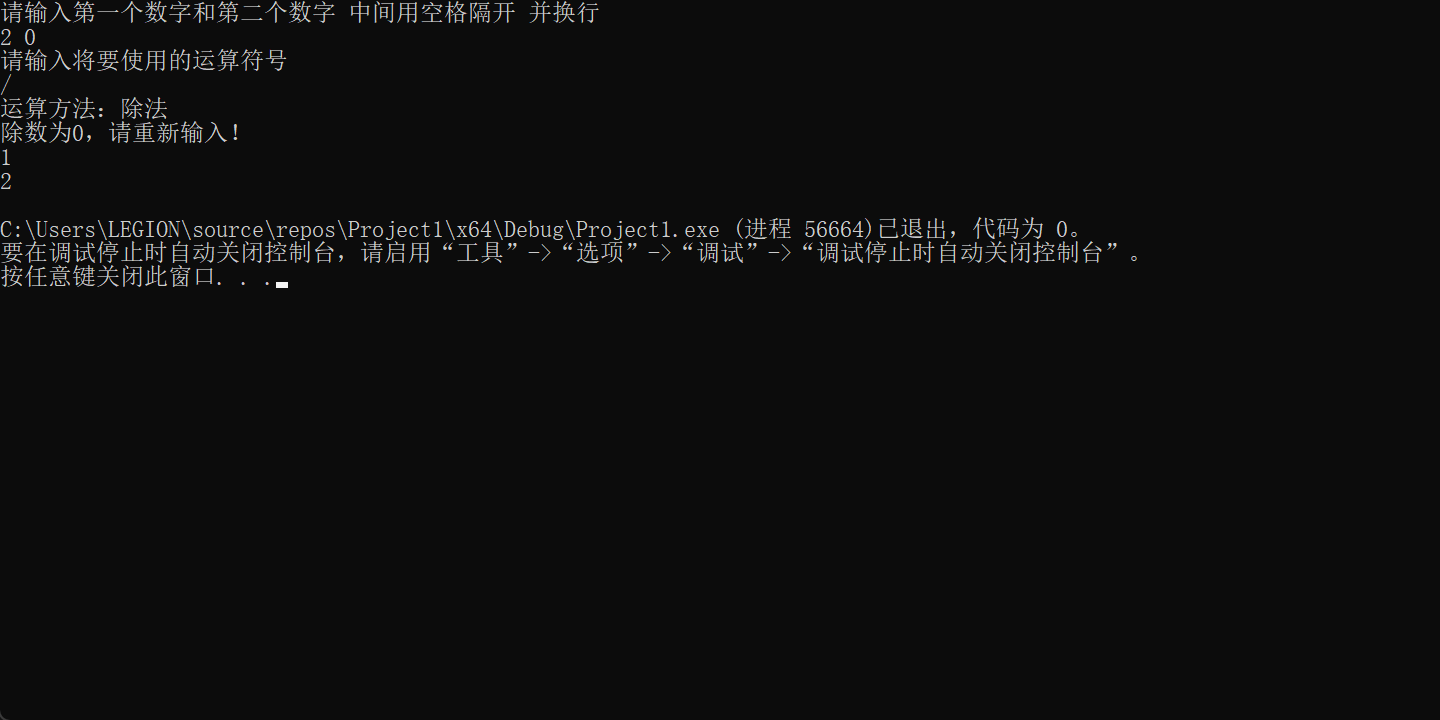 请输入第一个数字和第二个数字 中间用空格隔开 并换行
2 0
请输入将要使用的运算符号
/
运算方法：除法
除数为0，请重新输入！
1
2
C:\Users\LEGION\source\repos\Project1\x64\Debug\Project1.exe (进程 56664)已退出，代码为 0。
要在调试停止时自动关闭控制台，请启用“工具”->“选项”->“调试”->“调试停止时自动关闭控制台”。
按任意键关闭此窗口. . .